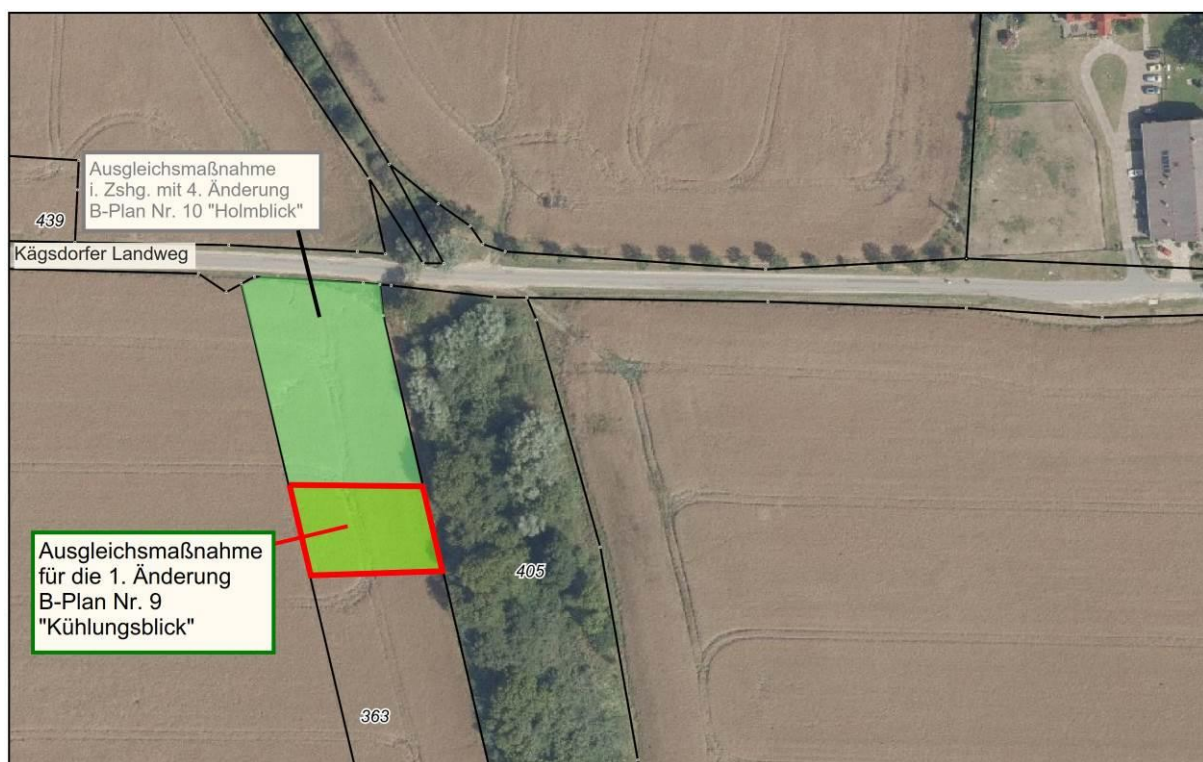 Ausgleichsmaßnahme
i. Zshg. mit 4. Änderung
B-Plan Nr. 10 "Holmblick"
439
Kägsdorfer Landweg
Ausgleichsmaßnahme
für die 1. Änderung
B-Plan Nr. 9
"Kühlungsblick"
405
363